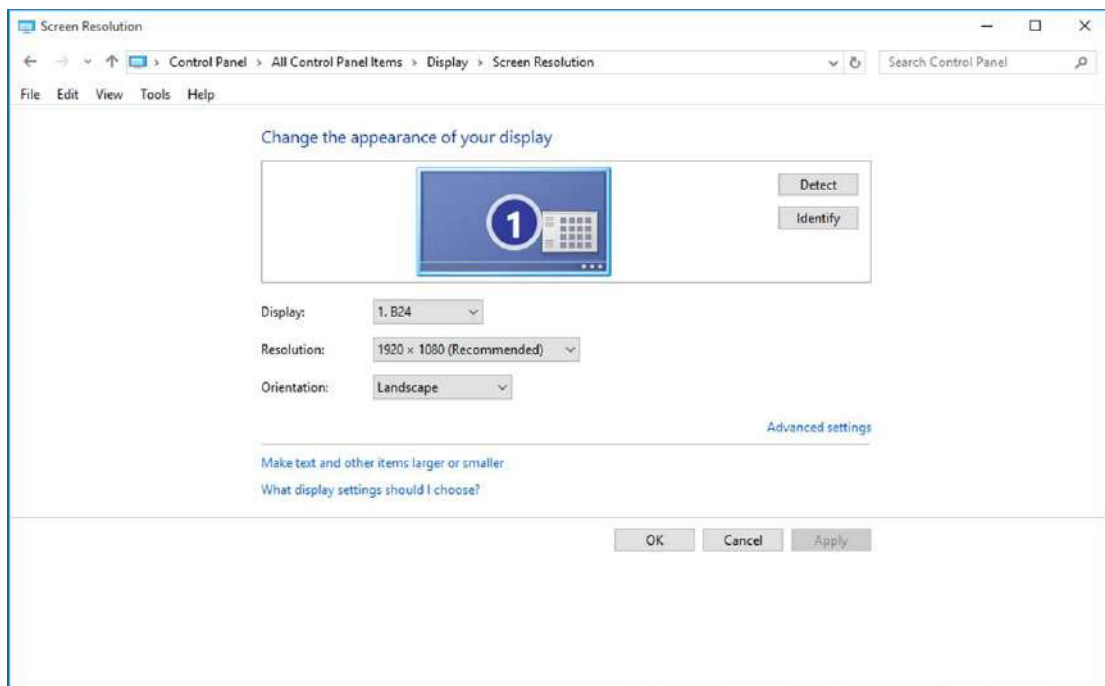 Screen Resolution
Control Panel > All Control Panel Items > Display > Screen Resolution
Search Control Panel
File Edit View Tools Help
Change the appearance of your display
1
Detect
Identify
Display: 1. B24
Resolution: 1920 × 1080 (Recommended)
Orientation: Landscape
Advanced settings
Make text and other items larger or smaller
What display settings should I choose?
OK Cancel Apply